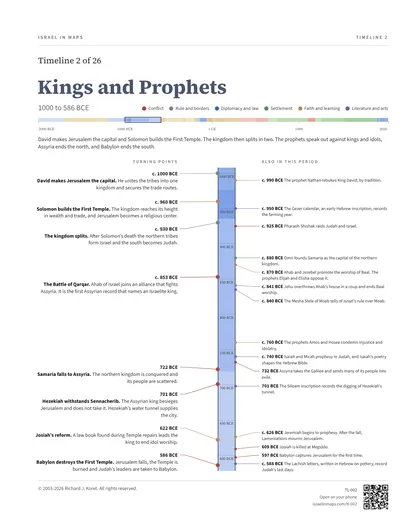 ISRAEL IN MAPS
TIMELINE 2
Timeline 2 of 26
Kings and Prophets
1000 to 586 BCE
Conflict
Rule and borders
Diplomacy and law
Settlement
Faith and learning
Literature and arts
David makes Jerusalem the capital and Solomon builds the First Temple. The kingdom then splits in two. The prophets speak out against kings and idols,
Assyria ends the north, and Babylon ends the south.
TURNING POINTS
c. 1000 BCE
David makes Jerusalem the capital. He unites the tribes into one
kingdom and secures the trade routes.
c. 960 BCE
Solomon builds the First Temple. The kingdom reaches its height
in wealth and trade, and Jerusalem becomes a religious center.
c. 930 BCE
The kingdom splits. After Solomon's death the northern tribes
form Israel and the south becomes Judah.
c. 853 BCE
The Battle of Qarqar. Ahab of Israel joins an alliance that fights
Assyria. It is the first Assyrian record that names an Israelite king.
722 BCE
Samaria falls to Assyria. The northern kingdom is conquered and
its people are scattered.
701 BCE
Hezekiah withstands Sennacherib. The Assyrian king besieges
Jerusalem and does not take it. Hezekiah's water tunnel supplies
the city.
622 BCE
Josiah's reform. A law book found during Temple repairs leads the
king to end idol worship.
586 BCE
Babylon destroys the First Temple. Jerusalem falls, the Temple is
burned and Judah's leaders are taken to Babylon.
ALSO IN THIS PERIOD
c. 990 BCE The prophet Nathan rebukes King David, by tradition.
c. 950 BCE The Gezer calendar, an early Hebrew inscription, records
the farming year.
c. 925 BCE Pharaoh Shishak raids Judah and Israel.
c. 880 BCE Omri founds Samaria as the capital of the northern
kingdom.
c. 870 BCE Ahab and Jezebel promote the worship of Baal. The
prophets Elijah and Elisha oppose it.
c. 841 BCE Jehu overthrows Ahab's house in a coup and ends Baal
worship.
c. 840 BCE The Mesha Stele of Moab tells of Israel's rule over Moab.
c. 760 BCE The prophets Amos and Hosea condemn injustice and
idolatry.
c. 740 BCE Isaiah and Micah prophesy in Judah, and Isaiah's poetry
shapes the Hebrew Bible.
732 BCE Assyria takes the Galilee and sends many of its people into
exile.
c. 626 BCE Jeremiah begins to prophesy. After the fall,
Lamentations mourns Jerusalem.
609 BCE Josiah is killed at Megiddo.
597 BCE Babylon captures Jerusalem for the first time.
c. 588 BCE The Lachish letters, written in Hebrew on pottery, record
Judah's last days.
© 2003-2026 Richard J. Koret. All rights reserved.
Open on your phone